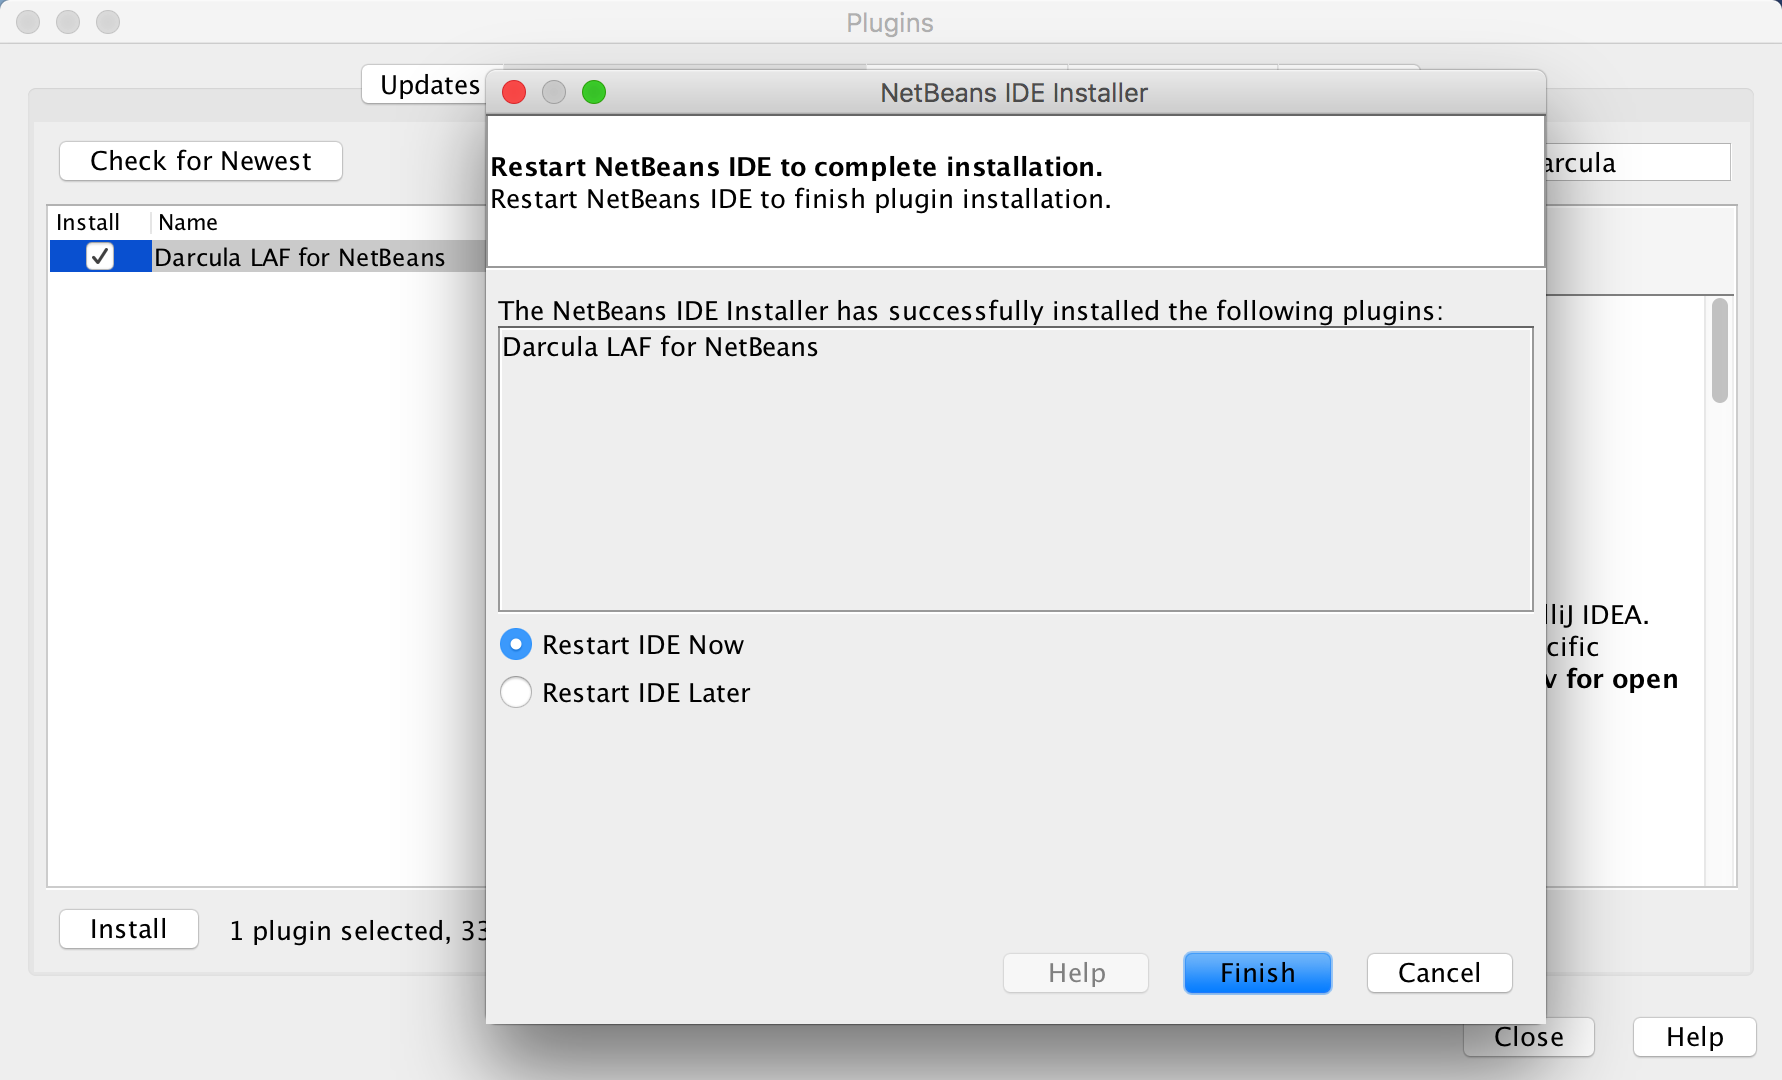 Plugins
Updates
NetBeans IDE Installer
Check for Newest
Restart NetBeans IDE to complete installation.
Restart NetBeans IDE to finish plugin installation.
arcula
Install Name
Darcula LAF for NetBeans
The NetBeans IDE Installer has successfully installed the following plugins:
Darcula LAF for NetBeans
lliJ IDEA.
Restart IDE Now
cific
for open
Restart IDE Later
Install
1 plugin selected, 33
Help
Finish
Cancel
Close
Help